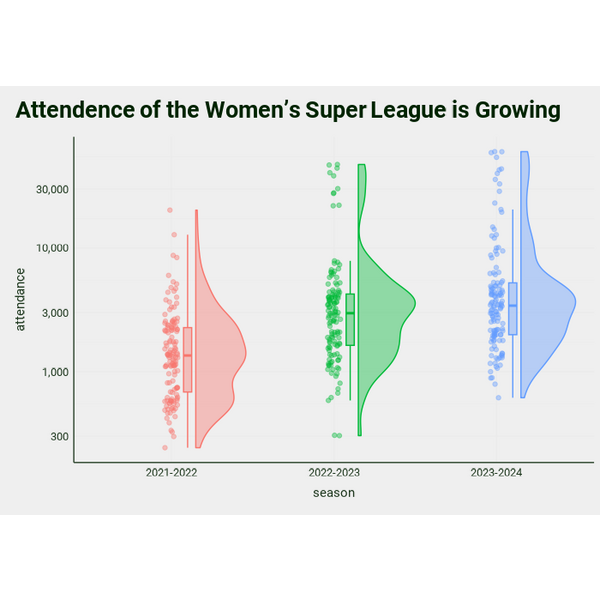 Attendence of the Women's Super League is Growing
30,000
10,000
3,000
1,000
300
attendance
2021-2022
2022-2023
2023-2024
season